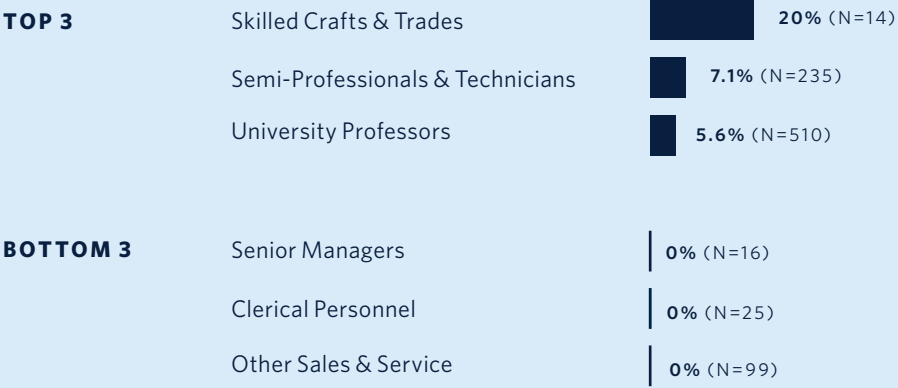 TOP 3 Skilled Crafts & Trades 20% (N=14)
Semi-Professionals & Technicians 7.1% (N=235)
University Professors 5.6% (N=510)
BOTTOM 3 Senior Managers 0% (N=16)
Clerical Personnel 0% (N=25)
Other Sales & Service 0% (N=99)